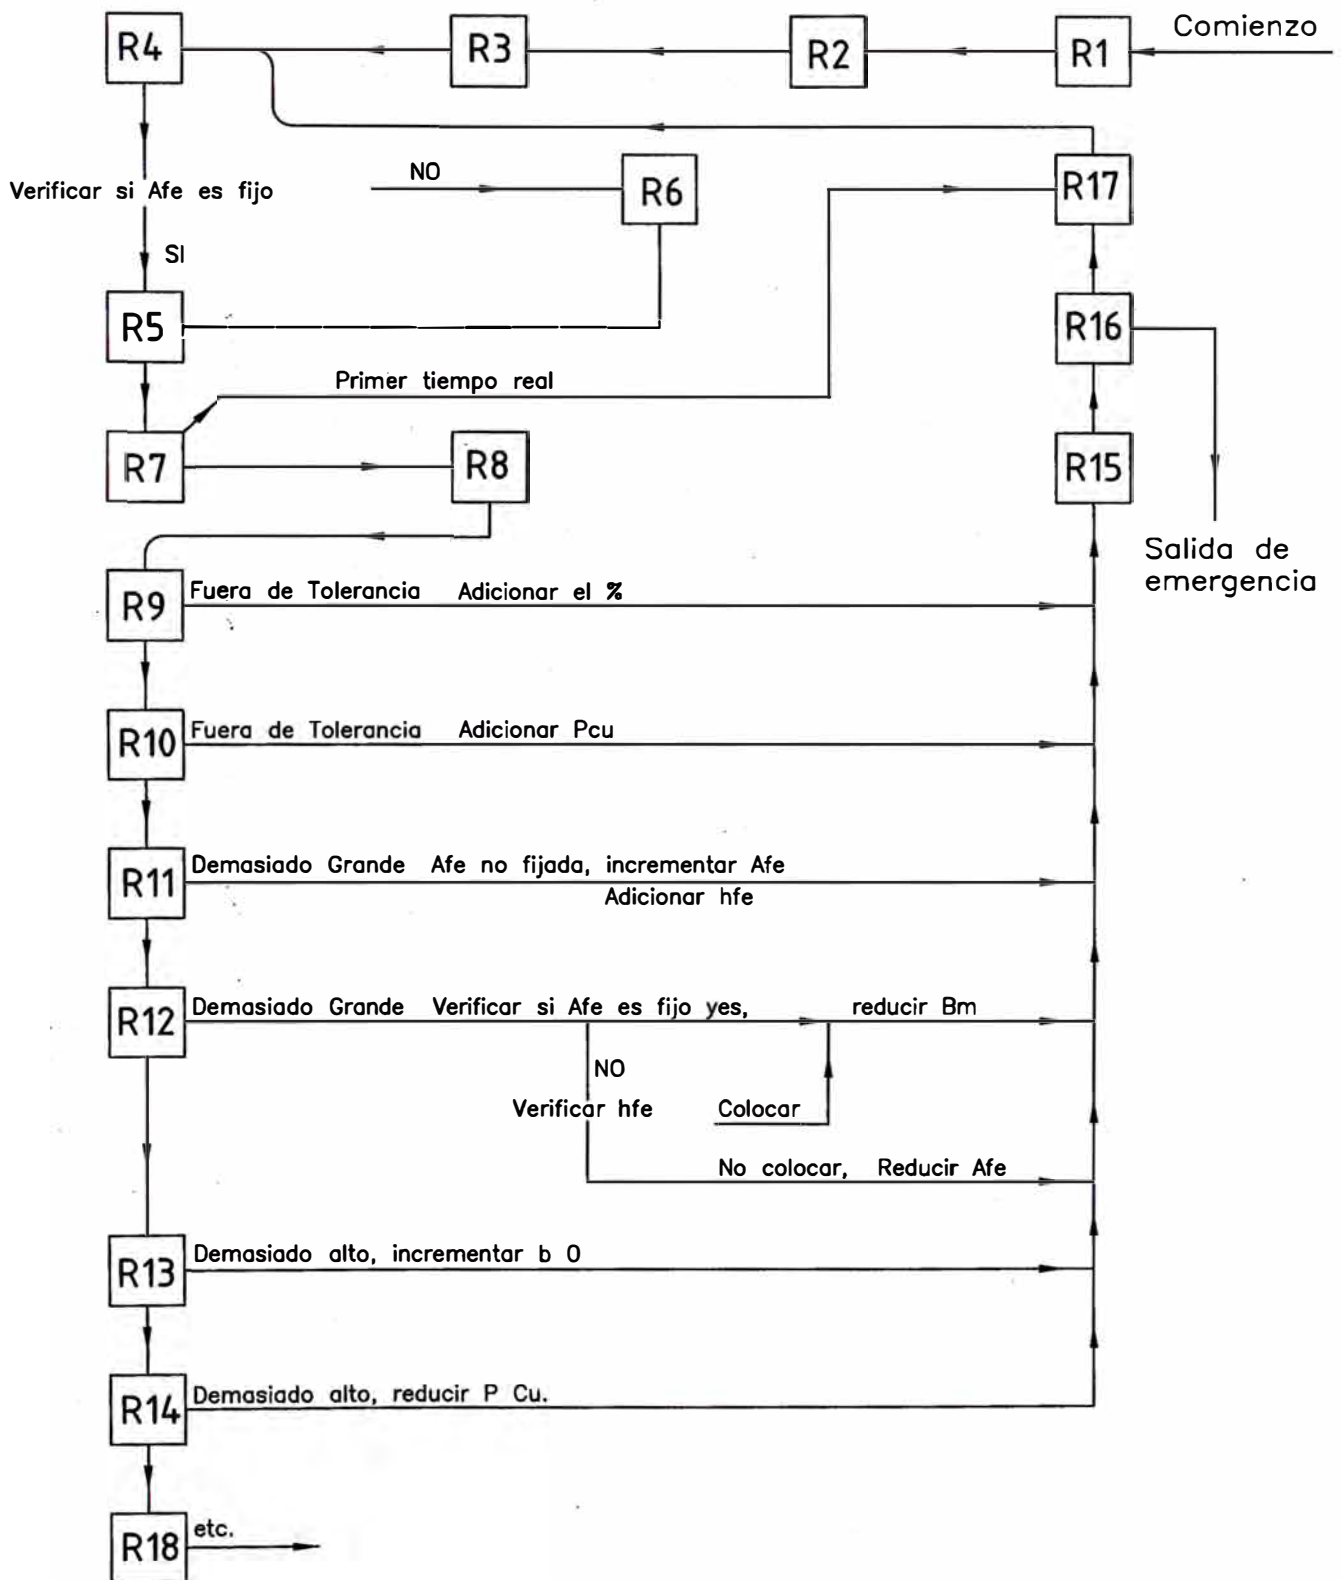 Comienzo
R4
R3
R2
R1
Verificar si Afe es fijo
NO
R6
R17
SI
R5
R16
Primer tiempo real
R7
R8
R15
Salida de
emergencia
R9
Fuera de Tolerancia Adicionar el %
R10
Fuera de Tolerancia Adicionar Pcu
R11
Demasiado Grande Afe no fijada, incrementar Afe
Adicionar hfe
R12
Demasiado Grande Verificar si Afe es fijo yes, reducir Bm
NO
Verificar hfe Colocar
No colocar, Reducir Afe
R13
Demasiado alto, incrementar b 0
R14
Demasiado alto, reducir P Cu.
R18
etc.